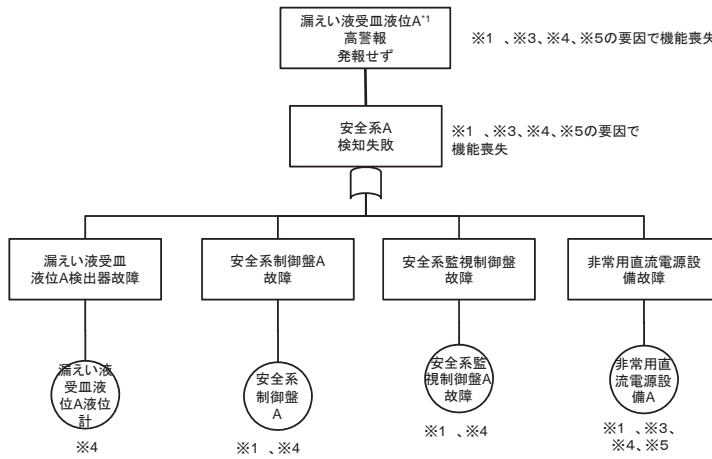 漏えい液受皿液位A*1
高警報
発報せず
※1 、※3、※4、※5の要因で機能喪失
安全系A
検知失敗
※1 、※3、※4、※5の要因で
機能喪失
漏えい液受皿
液位A検出器故障
安全系制御盤A
故障
安全系監視制御盤
故障
非常用直流電源設
備故障
漏えい液
受皿液
位A液位
計
※4
安全系
制御盤
A
※1 、※4
安全系監
視制御盤A
故障
※1 、※4
非常用直
流電源設
備A
※1 、※3、
※4、※5